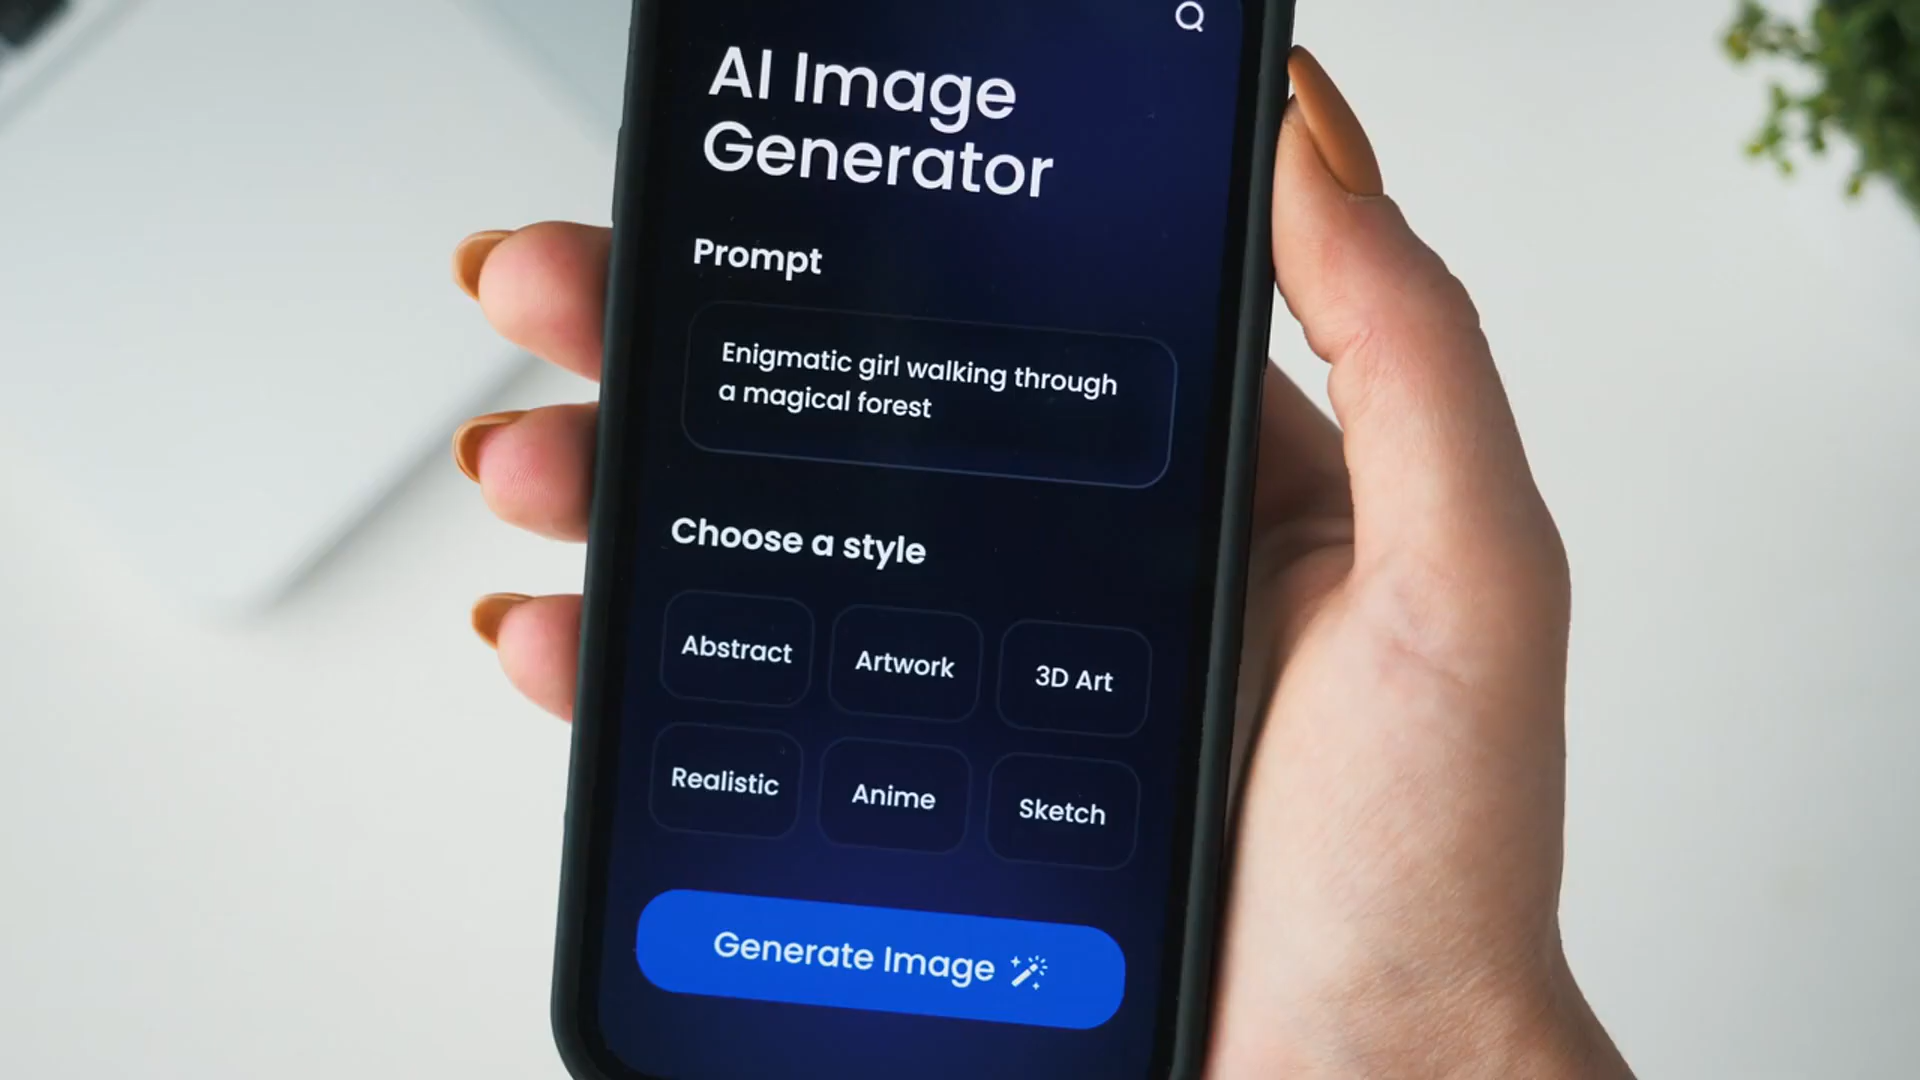 AI Image
Generator
Prompt
Enigmatic girl walking through
a magical forest
Choose a style
Abstract
Artwork
3D Art
Realistic
Anime
Sketch
Generate Image